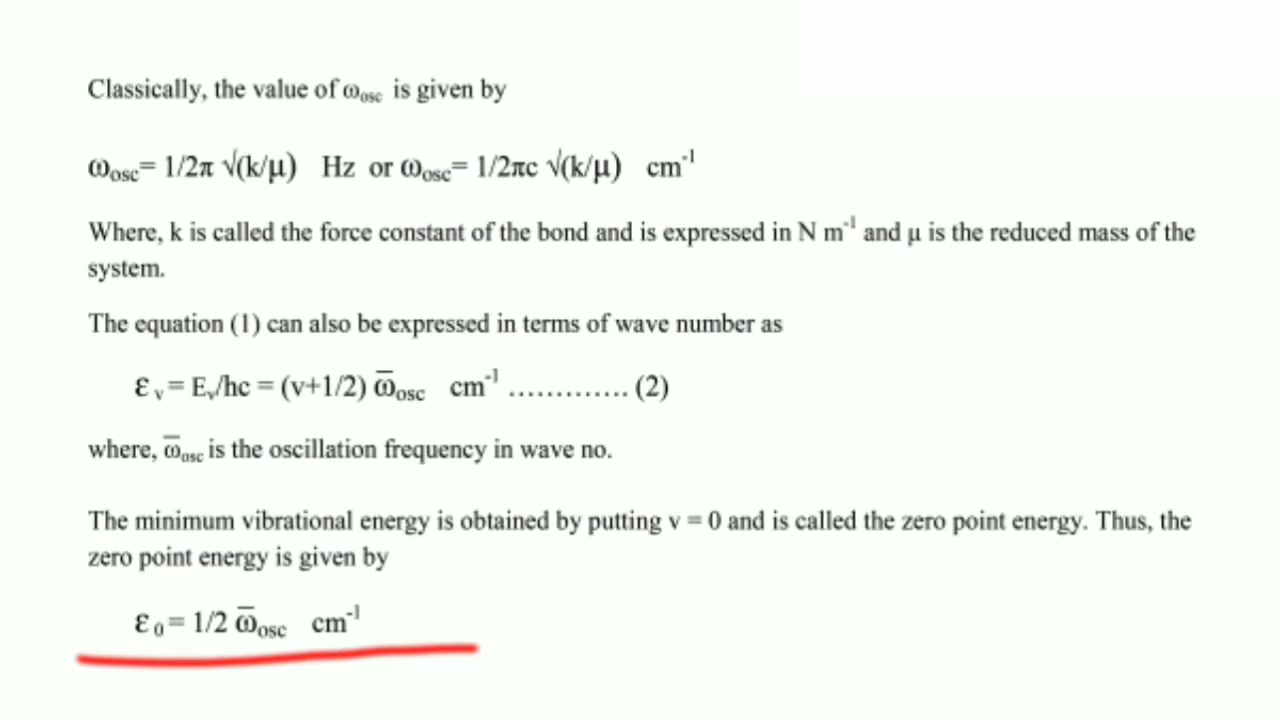 Classically, the value of ωosc is given by
ωosc= 1/2π √(k/μ) Hz or ωosc= 1/2πc √(k/μ) cm⁻¹
Where, k is called the force constant of the bond and is expressed in N m⁻¹ and μ is the reduced mass of the
system.
The equation (1) can also be expressed in terms of wave number as
εv = Ev/hc = (v+1/2) ω̅osc cm⁻¹ …………. (2)
where, ω̅osc is the oscillation frequency in wave no.
The minimum vibrational energy is obtained by putting v = 0 and is called the zero point energy. Thus, the
zero point energy is given by
ε0 = 1/2 ω̅osc cm⁻¹